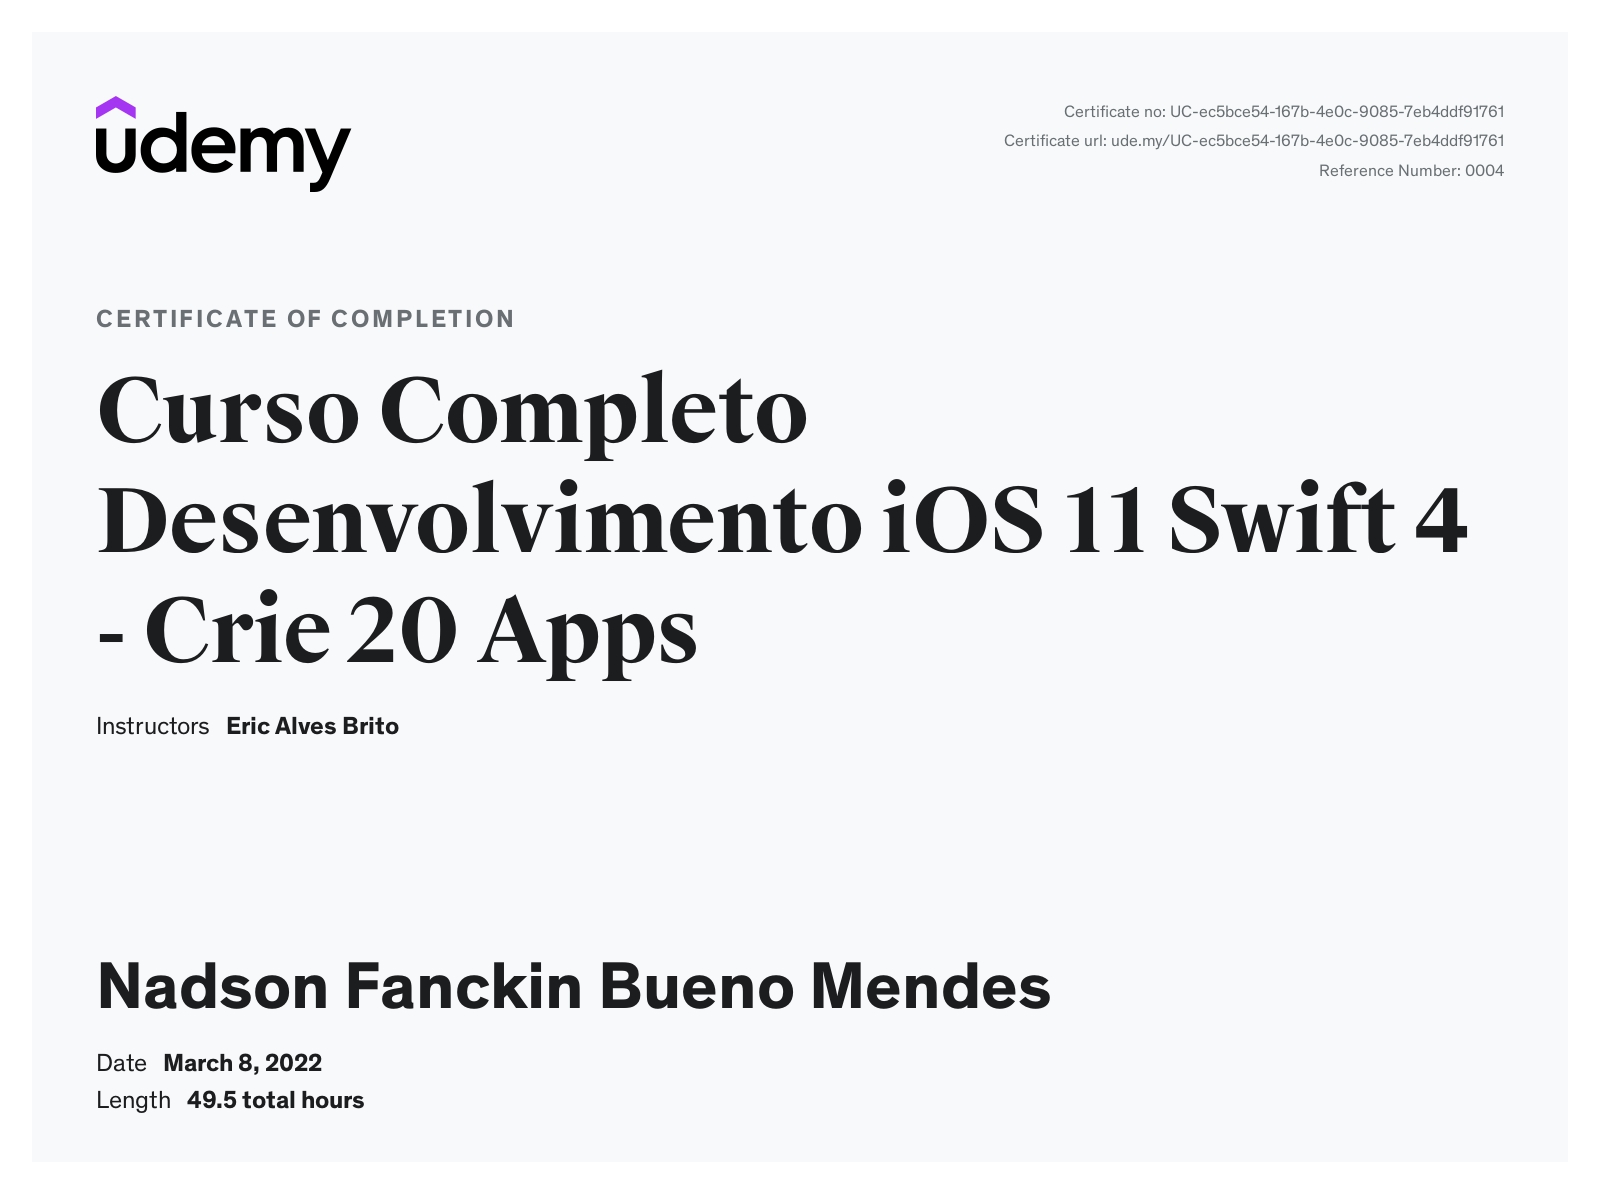 udemy
Certificate no: UC-ec5bce54-167b-4e0c-9085-7eb4ddf91761
Certificate url: ude.my/UC-ec5bce54-167b-4e0c-9085-7eb4ddf91761
Reference Number: 0004
CERTIFICATE OF COMPLETION
Curso Completo
Desenvolvimento iOS 11 Swift 4
- Crie 20 Apps
Instructors Eric Alves Brito
Nadson Fanckin Bueno Mendes
Date March 8, 2022
Length 49.5 total hours